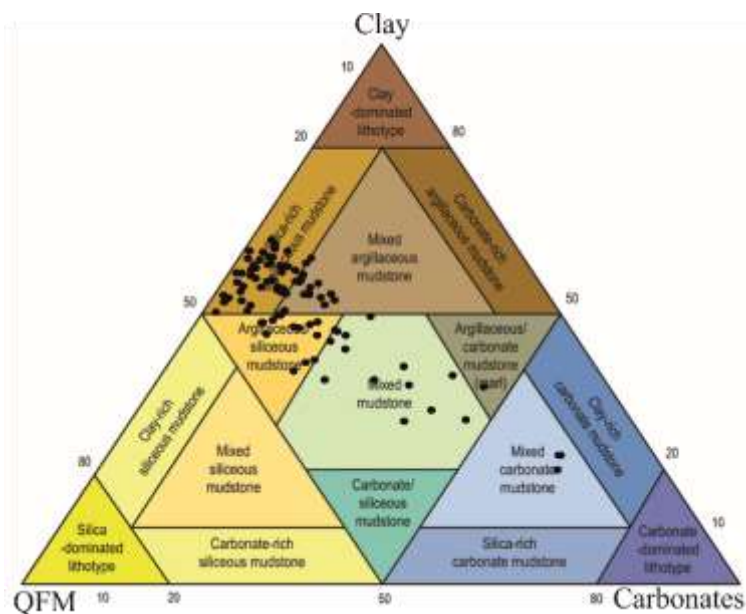 Clay
10
Clay
-dominated
lithotype
20
80
mudstone
Carbonate-rich
argillaceous mudstone
Mixed
argillaceous
mudstone
50
50
siliceous
mudstone
Argillaceous/
carbonate
mudstone
Mixed
mudstone
Clay-rich
siliceous mudstone
Clay-rich
carbonate mudstone
Mixed
siliceous
mudstone
Mixed
carbonate
mudstone
80
20
Carbonate/
siliceous
mudstone
10
Silica
-dominated
lithotype
Carbonate-rich
siliceous mudstone
Silica-rich
carbonate mudstone
Carbonate
-dominated
lithotype
QFM
10
20
50
80
Carbonates